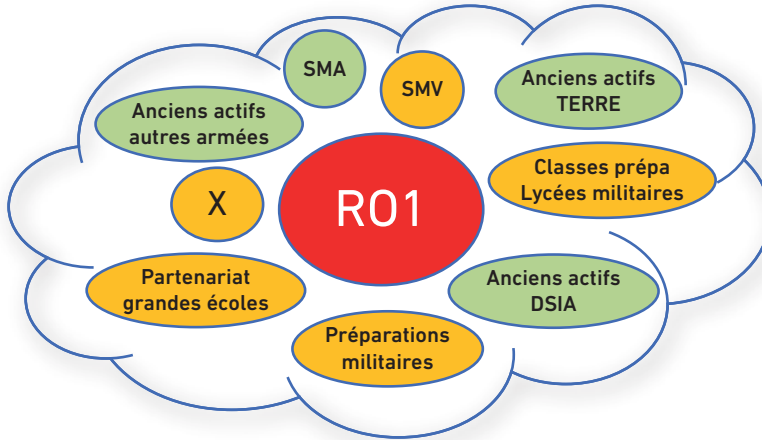 SMA
SMV
Anciens actifs
TERRE
Anciens actifs
autres armées
Classes prépa
Lycées militaires
X
RO1
Partenariat
grandes écoles
Anciens actifs
DSIA
Préparations
militaires